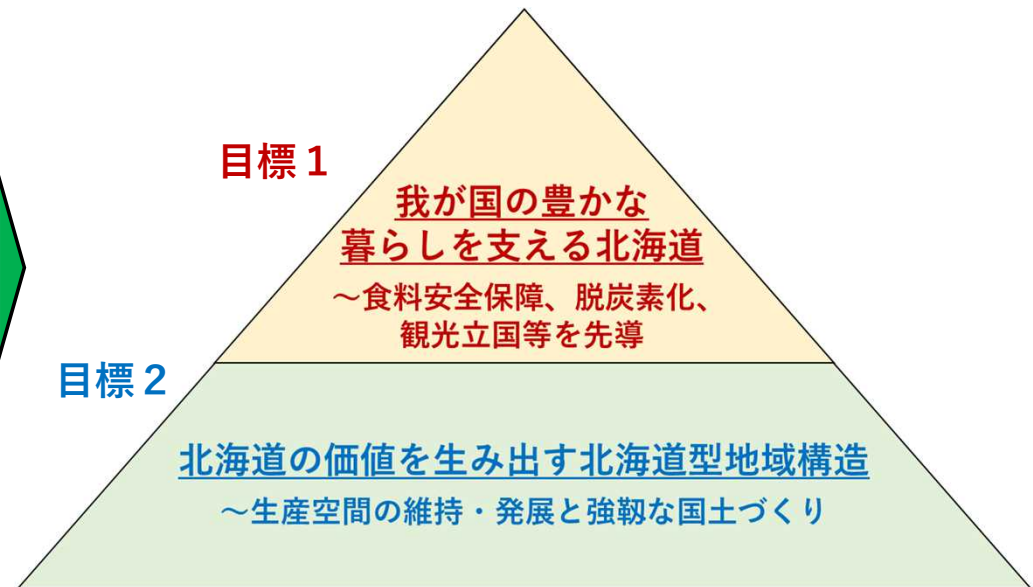 目標１
我が国の豊かな
暮らしを支える北海道
～食料安全保障、脱炭素化、
観光立国等を先導
目標２
北海道の価値を生み出す北海道型地域構造
～生産空間の維持・発展と強靱な国土づくり